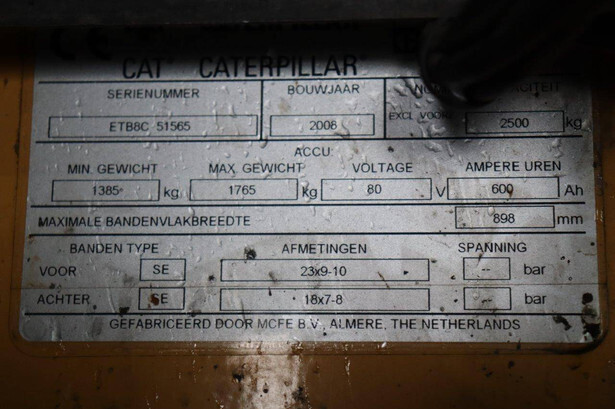 CAT CATERPILLAR
SERIENUMMER BOUWJAAR
EXCL. VOOR
ETB8C 51565 2006 2500 kg
ACCU:
MIN. GEWICHT MAX. GEWICHT VOLTAGE AMPERE UREN
1385 kg 1765 kg 80 V 600 Ah
MAXIMALE BANDENVLAKBREEDTE 898 mm
BANDEN TYPE AFMETINGEN SPANNING
VOOR SE 23x9-10 -- bar
ACHTER SE 18x7-8 -- bar
GEFABRICEERD DOOR MCFE B.V., ALMERE, THE NETHERLANDS